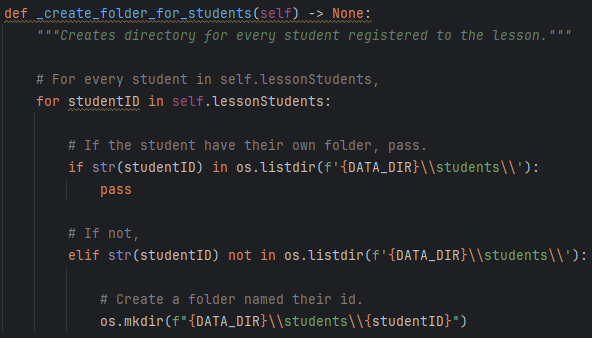 def _create_folder_for_students(self) -> None:
"""Creates directory for every student registered to the lesson."""
# For every student in self.lessonStudents,
for studentID in self.lessonStudents:
# If the student have their own folder, pass.
if str(studentID) in os.listdir(f'{DATA_DIR}\\students\\'):
pass
# If not,
elif str(studentID) not in os.listdir(f'{DATA_DIR}\\students\\'):
# Create a folder named their id.
os.mkdir(f"{DATA_DIR}\\students\\{studentID}")